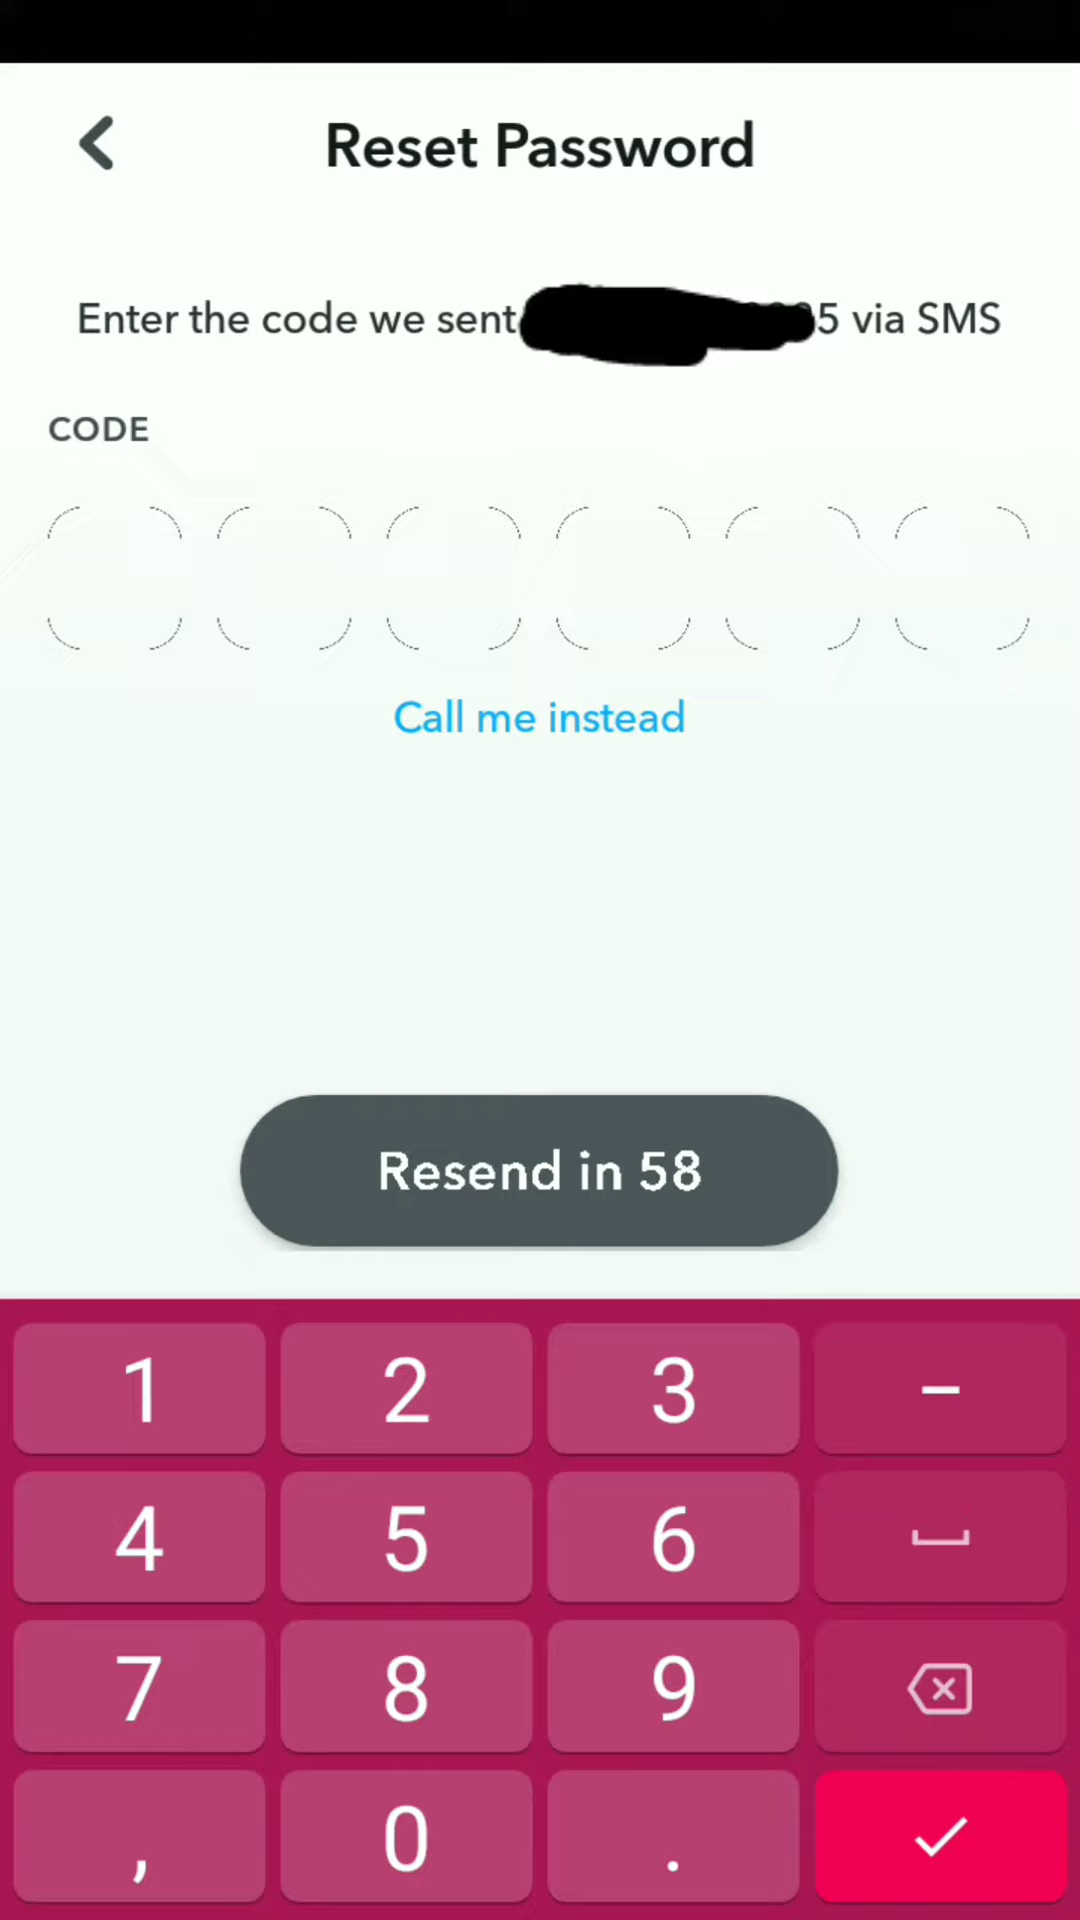 Reset Password
Enter the code we sent 5 via SMS
CODE
Call me instead
Resend in 58
1 2 3 –
4 5 6
7 8 9
, 0 .